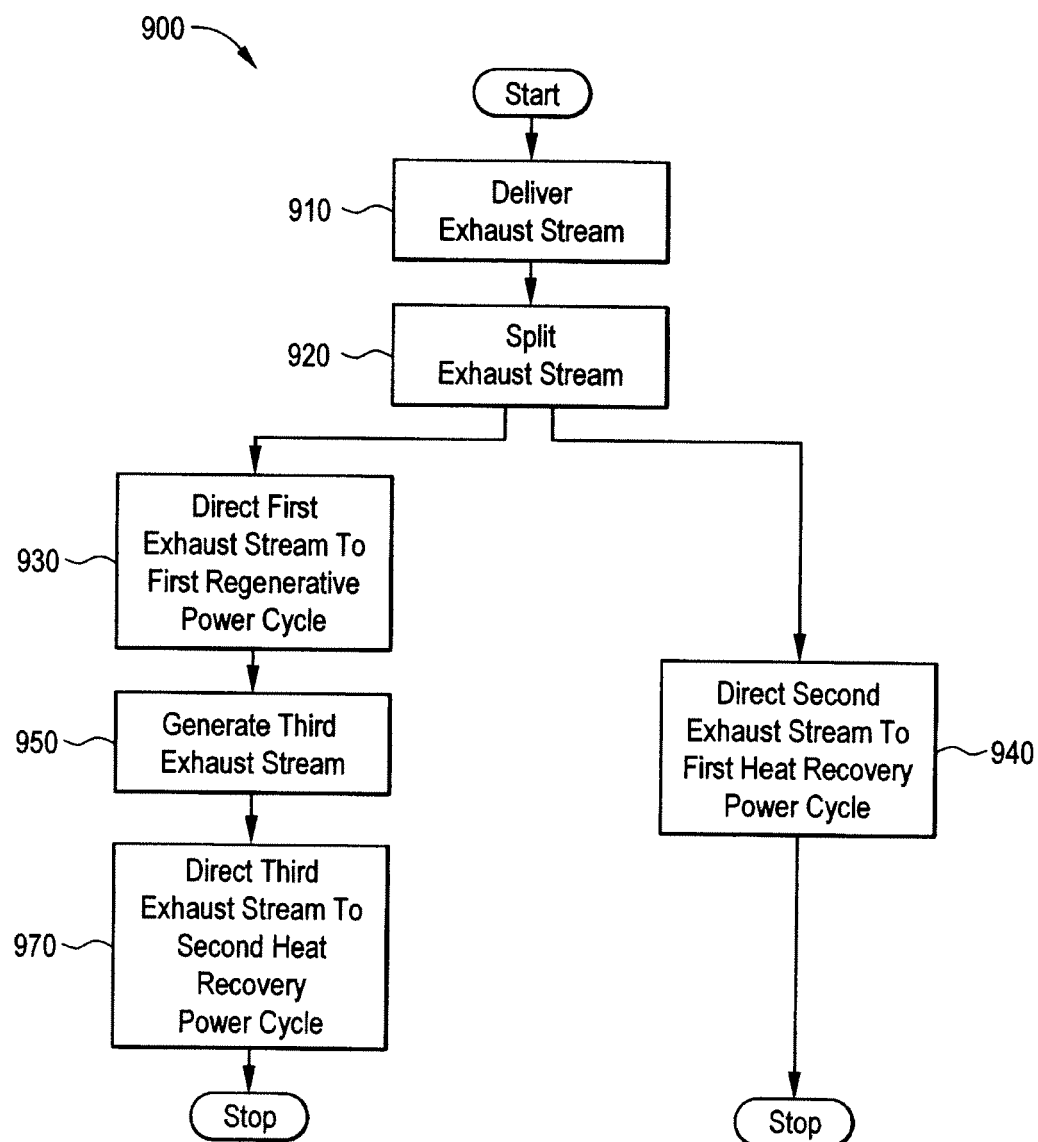 900
Start
910
Deliver
Exhaust Stream
920
Split
Exhaust Stream
930
Direct First
Exhaust Stream To
First Regenerative
Power Cycle
950
Generate Third
Exhaust Stream
Direct Second
Exhaust Stream To
First Heat Recovery
Power Cycle
940
970
Direct Third
Exhaust Stream To
Second Heat
Recovery
Power Cycle
Stop
Stop